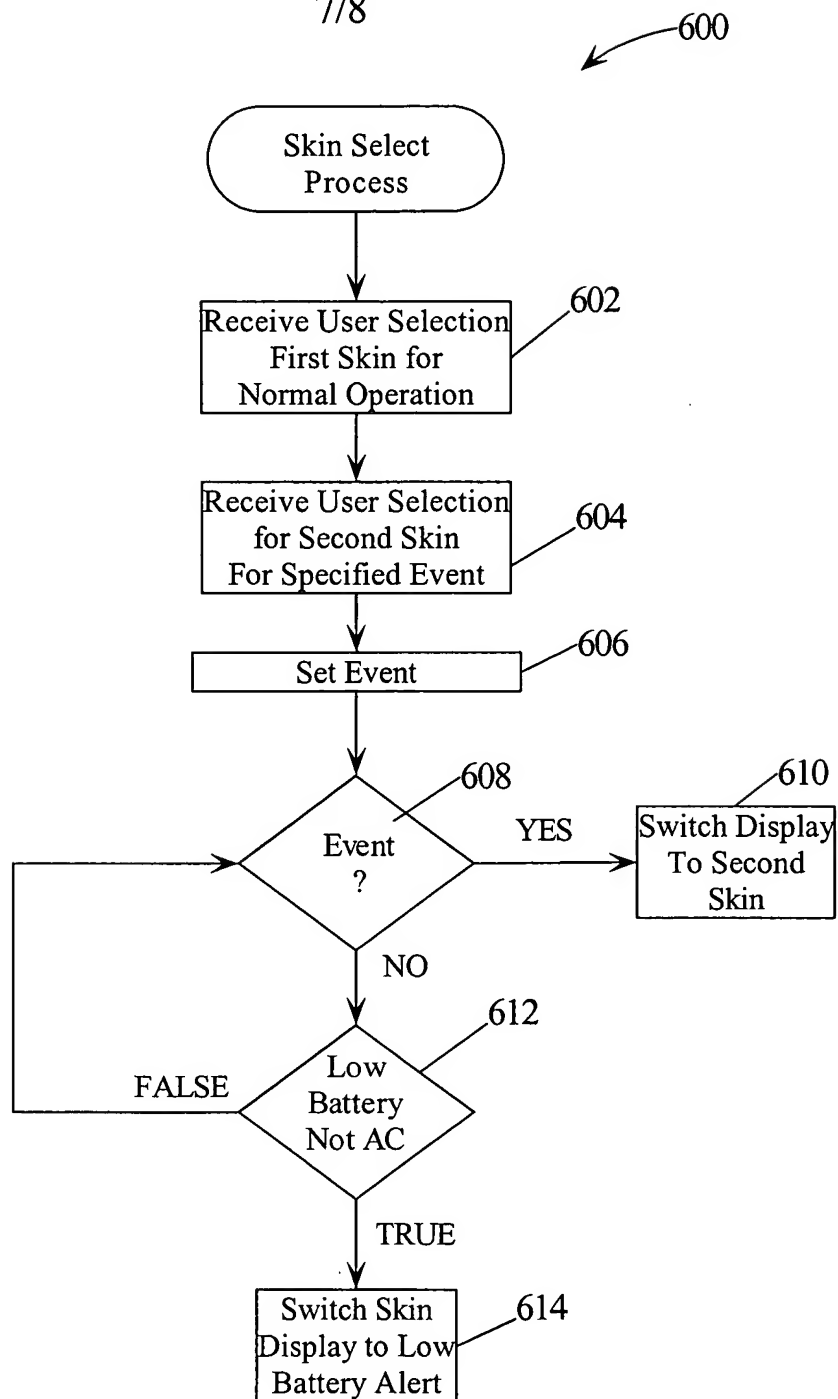 7/8
600
Skin Select
Process
602
Receive User Selection
First Skin for
Normal Operation
604
Receive User Selection
for Second Skin
For Specified Event
606
Set Event
608
Event
?
YES
610
Switch Display
To Second
Skin
NO
612
Low
Battery
Not AC
FALSE
TRUE
614
Switch Skin
Display to Low
Battery Alert